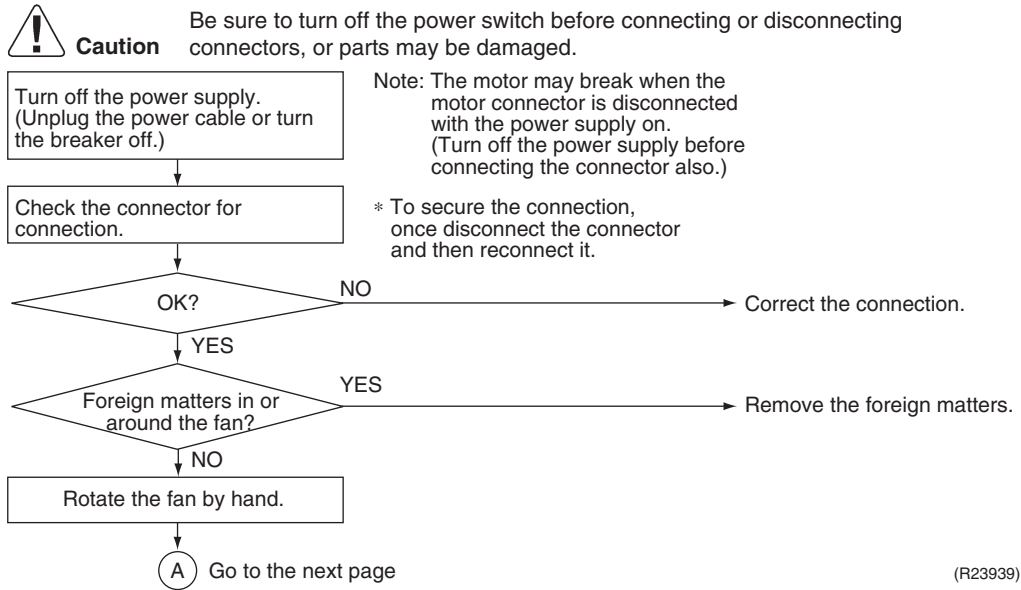 Caution
Be sure to turn off the power switch before connecting or disconnecting
connectors, or parts may be damaged.
Turn off the power supply.
(Unplug the power cable or turn
the breaker off.)
Note: The motor may break when the
motor connector is disconnected
with the power supply on.
(Turn off the power supply before
connecting the connector also.)
Check the connector for
connection.
* To secure the connection,
once disconnect the connector
and then reconnect it.
OK?
NO
Correct the connection.
YES
Foreign matters in or
around the fan?
YES
Remove the foreign matters.
NO
Rotate the fan by hand.
A Go to the next page
(R23939)